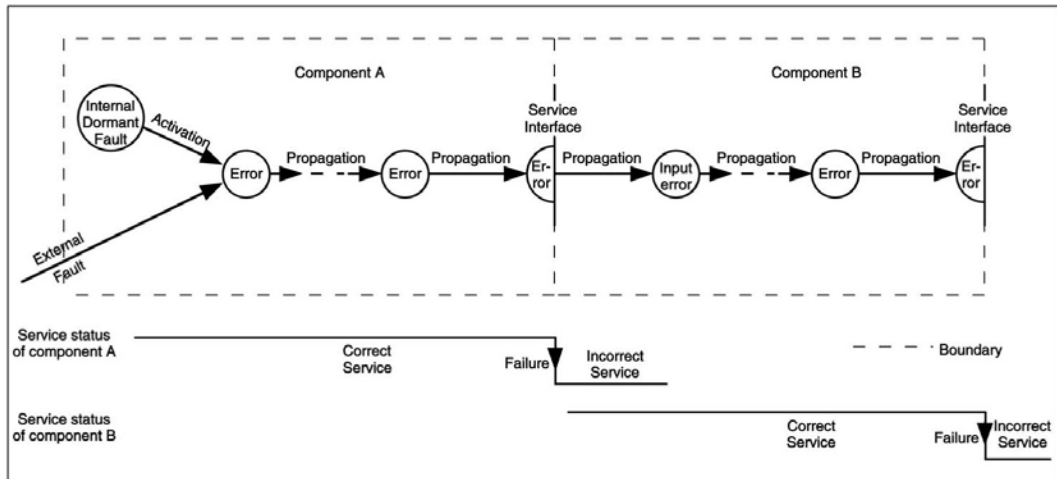 Component A
Component B
Internal
Dormant
Fault
Activation
Service
Interface
Service
Interface
Error
Propagation
Error
Propagation
Er-
ror
Propagation
Input
error
Propagation
Error
Propagation
Er-
ror
External
Fault
Service status
of component A
Correct
Service
Failure
Incorrect
Service
Boundary
Service status
of component B
Correct
Service
Failure
Incorrect
Service